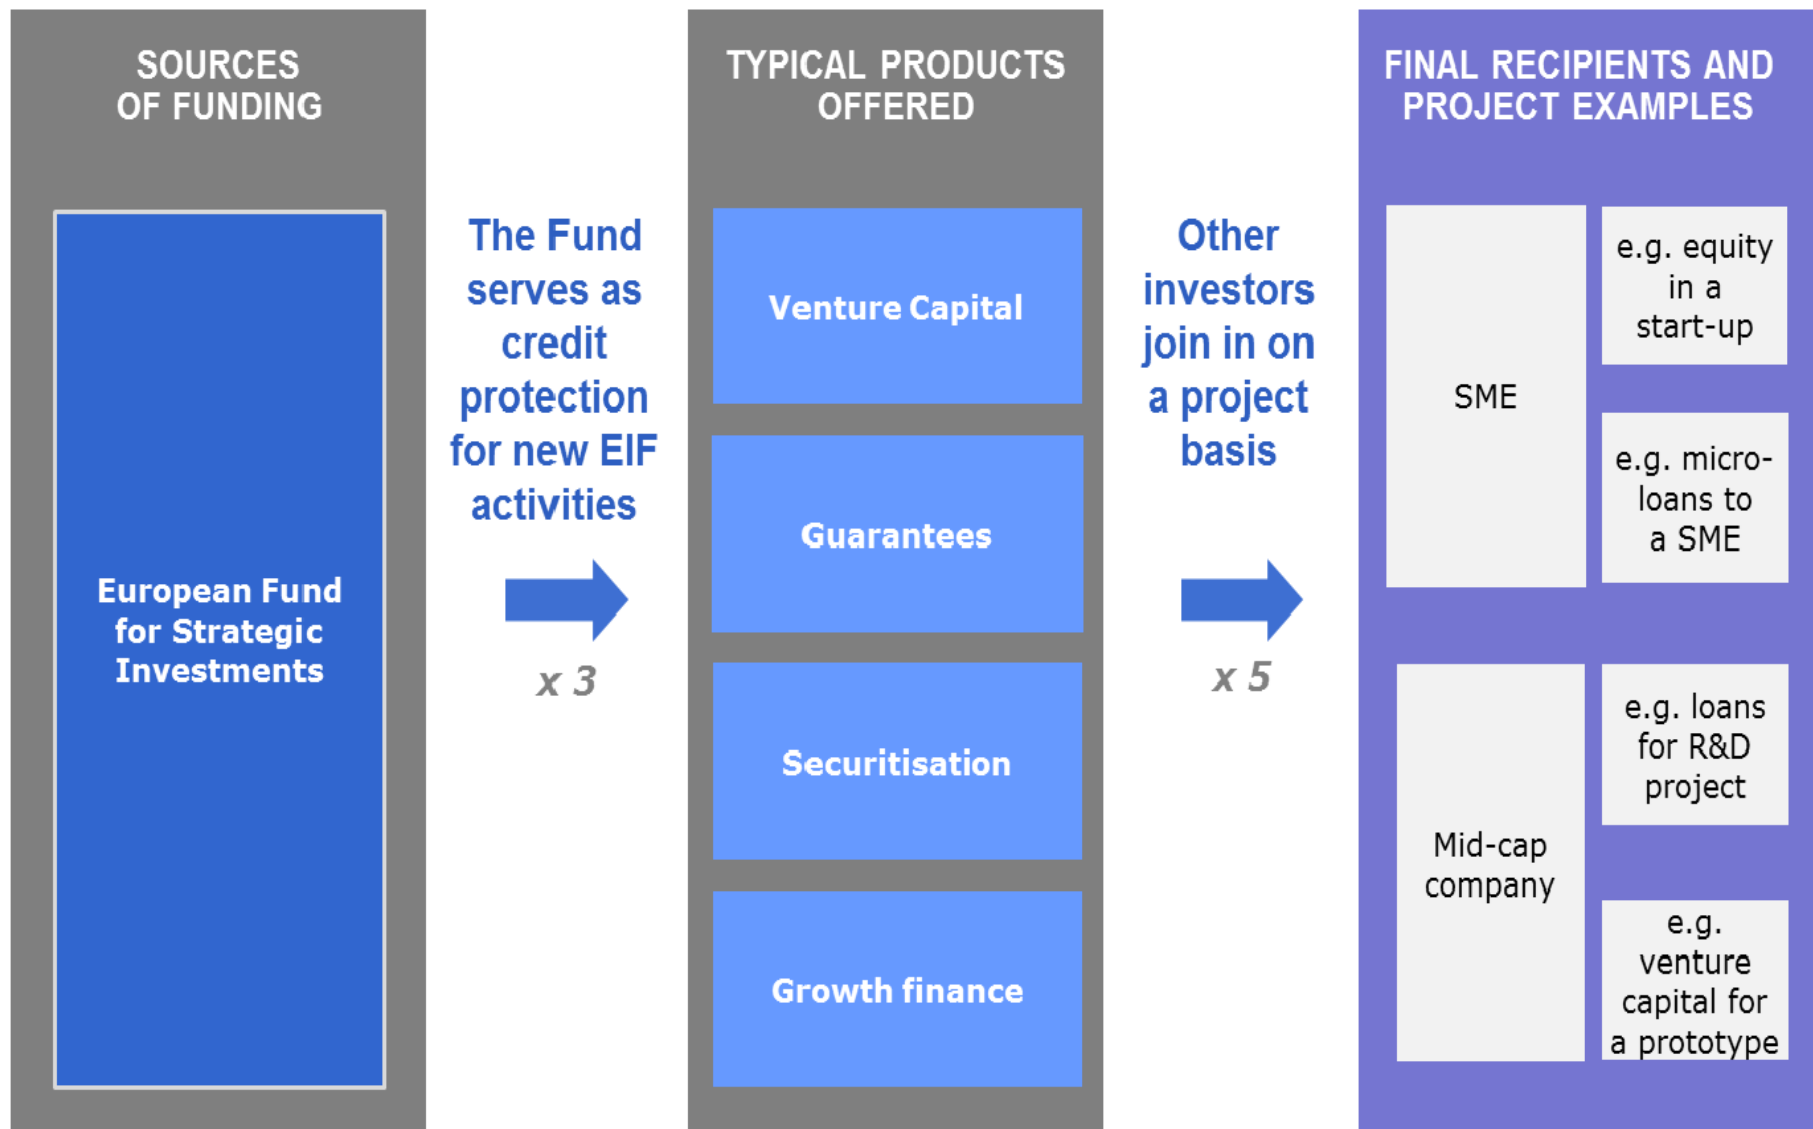 SOURCES
OF FUNDING
European Fund
for Strategic
Investments
The Fund
serves as
credit
protection
for new EIF
activities
x 3
TYPICAL PRODUCTS
OFFERED
Venture Capital
Guarantees
Securitisation
Growth finance
Other
investors
join in on
a project
basis
x 5
FINAL RECIPIENTS AND
PROJECT EXAMPLES
SME
e.g. equity
in a
start-up
e.g. micro-
loans to
a SME
Mid-cap
company
e.g. loans
for R&D
project
e.g.
venture
capital for
a prototype